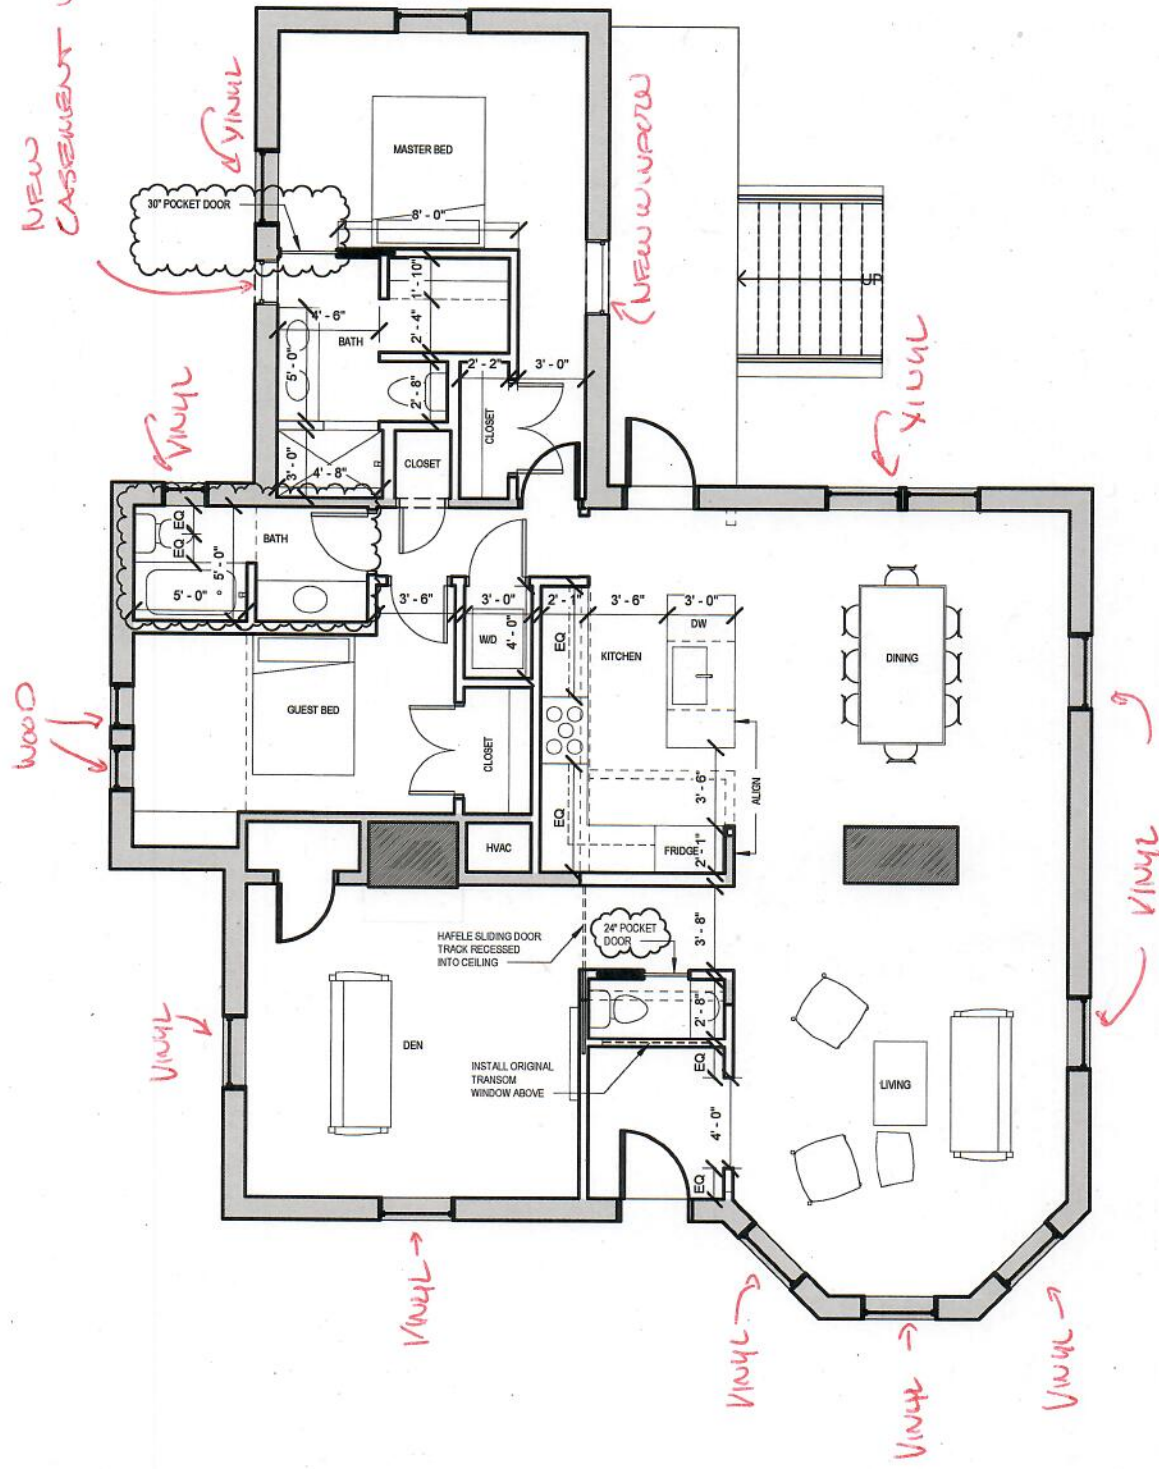 NEW
CASEMENT
VINYL
NEW WINDOW
VINYL
VINYL
WOOD
VINYL
VINYL
VINYL
VINYL
VINYL
VINYL
MASTER BED
30" POCKET DOOR
8' - 0"
1' - 10"
4' - 6"
2' - 4"
BATH
UP
5' - 0"
2' - 8"
2' - 2"
3' - 0"
CLOSET
CLOSET
3' - 0"
4' - 8"
EQ
EQ
BATH
5' - 0"
5' - 0"
3' - 6"
3' - 0"
2' - 1"
3' - 6"
3' - 0"
DW
W/D
4' - 0"
EQ
KITCHEN
DINING
GUEST BED
CLOSET
ALIGN
3' - 6"
EQ
HVAC
FRIDGE
2' - 1"
HAFELE SLIDING DOOR
TRACK RECESSED
INTO CEILING
24" POCKET
DOOR
3' - 8"
2' - 8"
DEN
INSTALL ORIGINAL
TRANSOM
WINDOW ABOVE
EQ
LIVING
4' - 0"
EQ